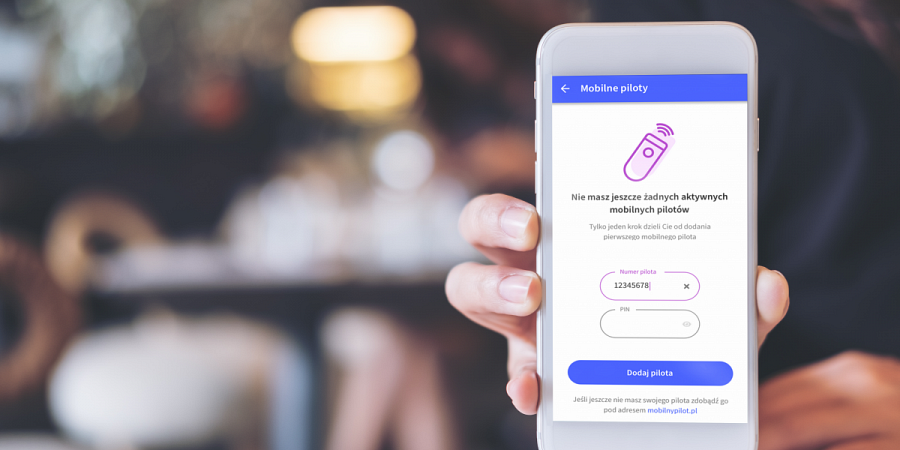 Mobilne piloty
Nie masz jeszcze żadnych aktywnych
mobilnych pilotów
Tylko jeden krok dzieli Cie od dodania
pierwszego mobilnego pilota
Numer pilota
12345678
PIN
Dodaj pilota
Jeśli jeszcze nie masz swojego pilota zdobądź go
pod adresem mobilnypilot.pl